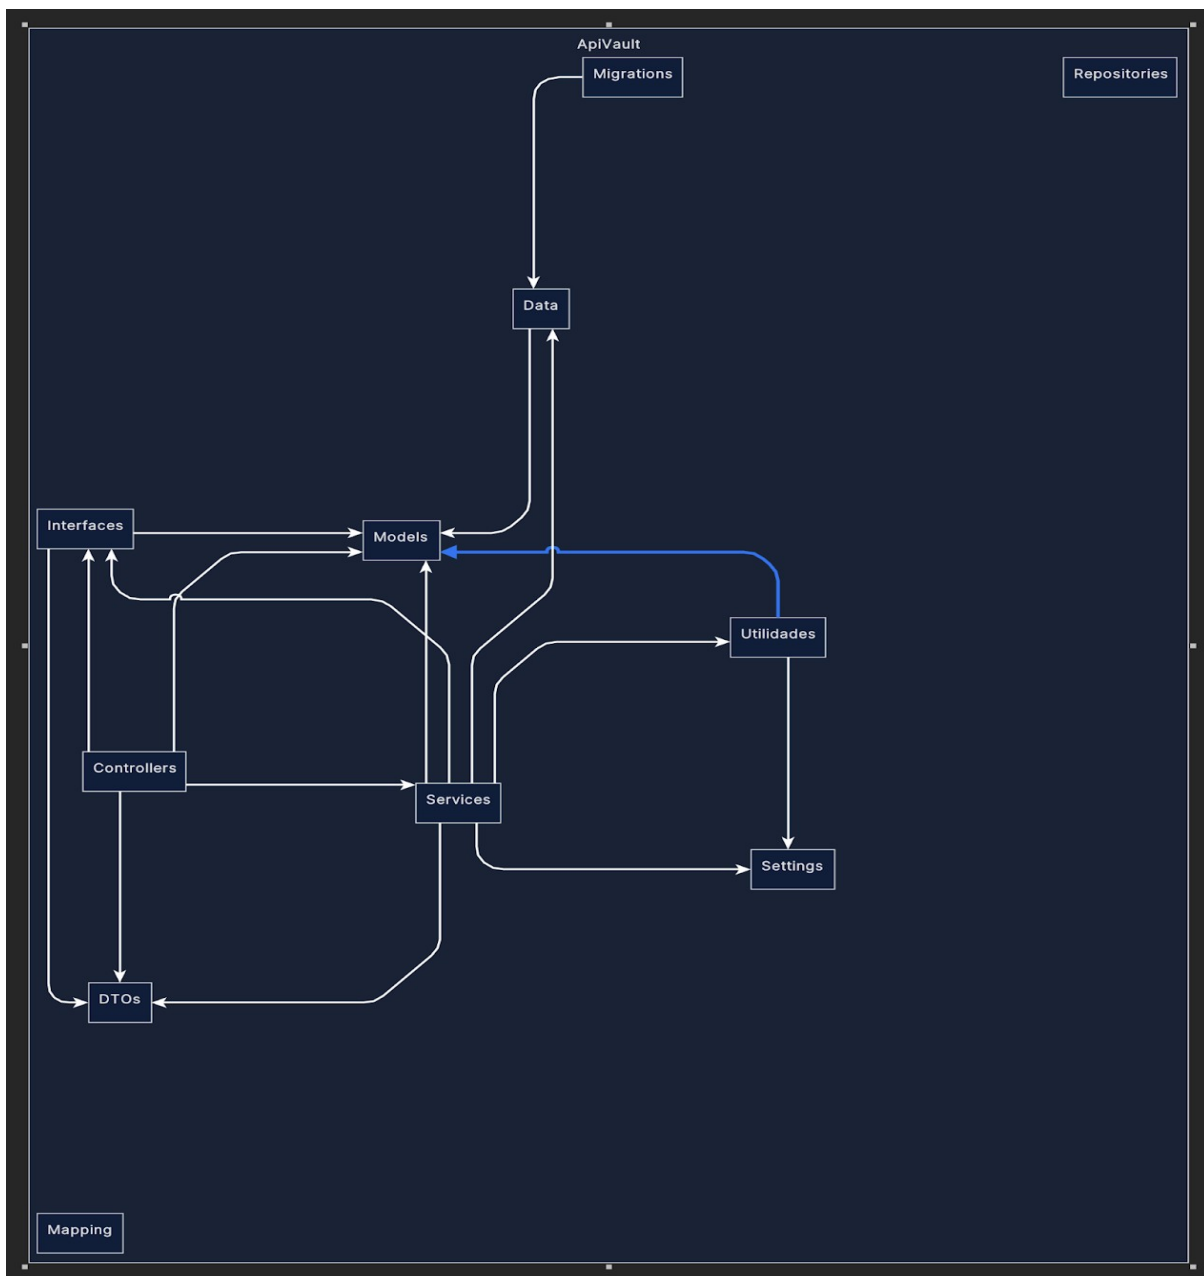 ApiVault
Migrations
Repositories
Data
Interfaces
Models
Utilidades
Controllers
Services
Settings
DTOs
Mapping